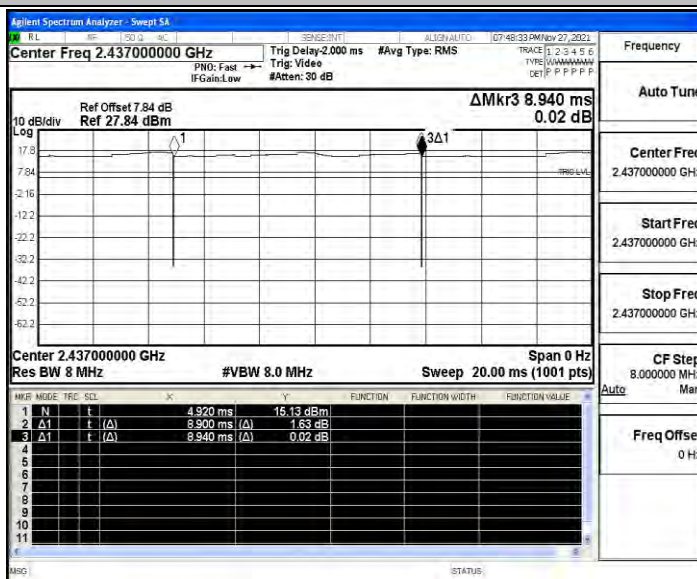 Agilent Spectrum Analyzer - Swept SA
RL RF 50 Ω AC SENSE:INT ALIGN AUTO 07:48:33 PM Nov 27, 2021
Center Freq 2.437000000 GHz
PNO: Fast
IFGain:Low
Trig Delay-2.000 ms
Trig: Video
#Atten: 30 dB
#Avg Type: RMS
TRACE 1 2 3 4 5 6
TYPE WWWWWW
DET P P P P P P
Ref Offset 7.84 dB
10 dB/div Ref 27.84 dBm
Log
ΔMkr3 8.940 ms
0.02 dB
1
3Δ1
17.8
7.84
TRIG LVL
-2.16
-12.2
-22.2
-32.2
-42.2
-52.2
-62.2
Center 2.437000000 GHz Span 0 Hz
Res BW 8 MHz #VBW 8.0 MHz Sweep 20.00 ms (1001 pts)
MKR MODE TRC SCL X Y FUNCTION FUNCTION WIDTH FUNCTION VALUE
1 N t 4.920 ms 15.13 dBm
2 Δ1 t (Δ) 8.900 ms (Δ) 1.63 dB
3 Δ1 t (Δ) 8.940 ms (Δ) 0.02 dB
4
5
6
7
8
9
10
11
MSG STATUS
Frequency
Auto Tune
Center Freq
2.437000000 GHz
Start Freq
2.437000000 GHz
Stop Freq
2.437000000 GHz
CF Step
8.000000 MHz
Auto Man
Freq Offset
0 Hz